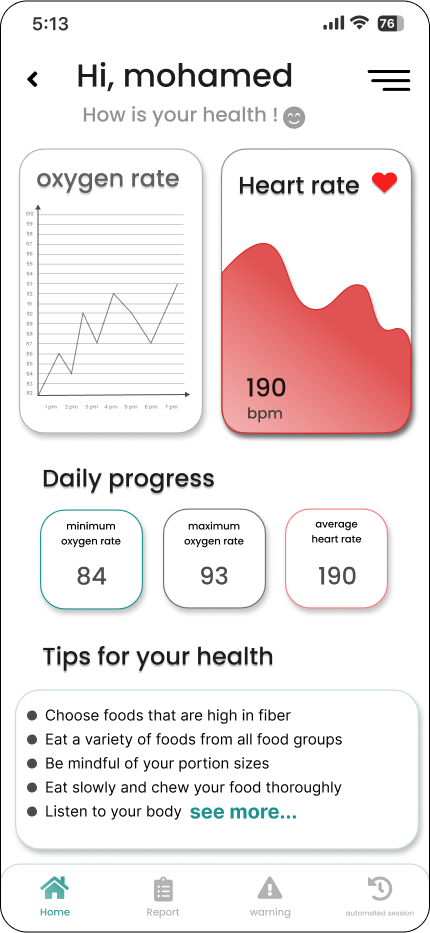 5:13
76
Hi, mohamed
How is your health !
oxygen rate
100
99
98
97
96
95
94
93
92
91
90
89
88
87
86
85
84
83
82
1 pm 2 pm 3 pm 4 pm 5 pm 6 pm 7 pm
Heart rate
190
bpm
Daily progress
minimum
oxygen rate
84
maximum
oxygen rate
93
average
heart rate
190
Tips for your health
Choose foods that are high in fiber
Eat a variety of foods from all food groups
Be mindful of your portion sizes
Eat slowly and chew your food thoroughly
Listen to your body see more...
Home Report warning automated session